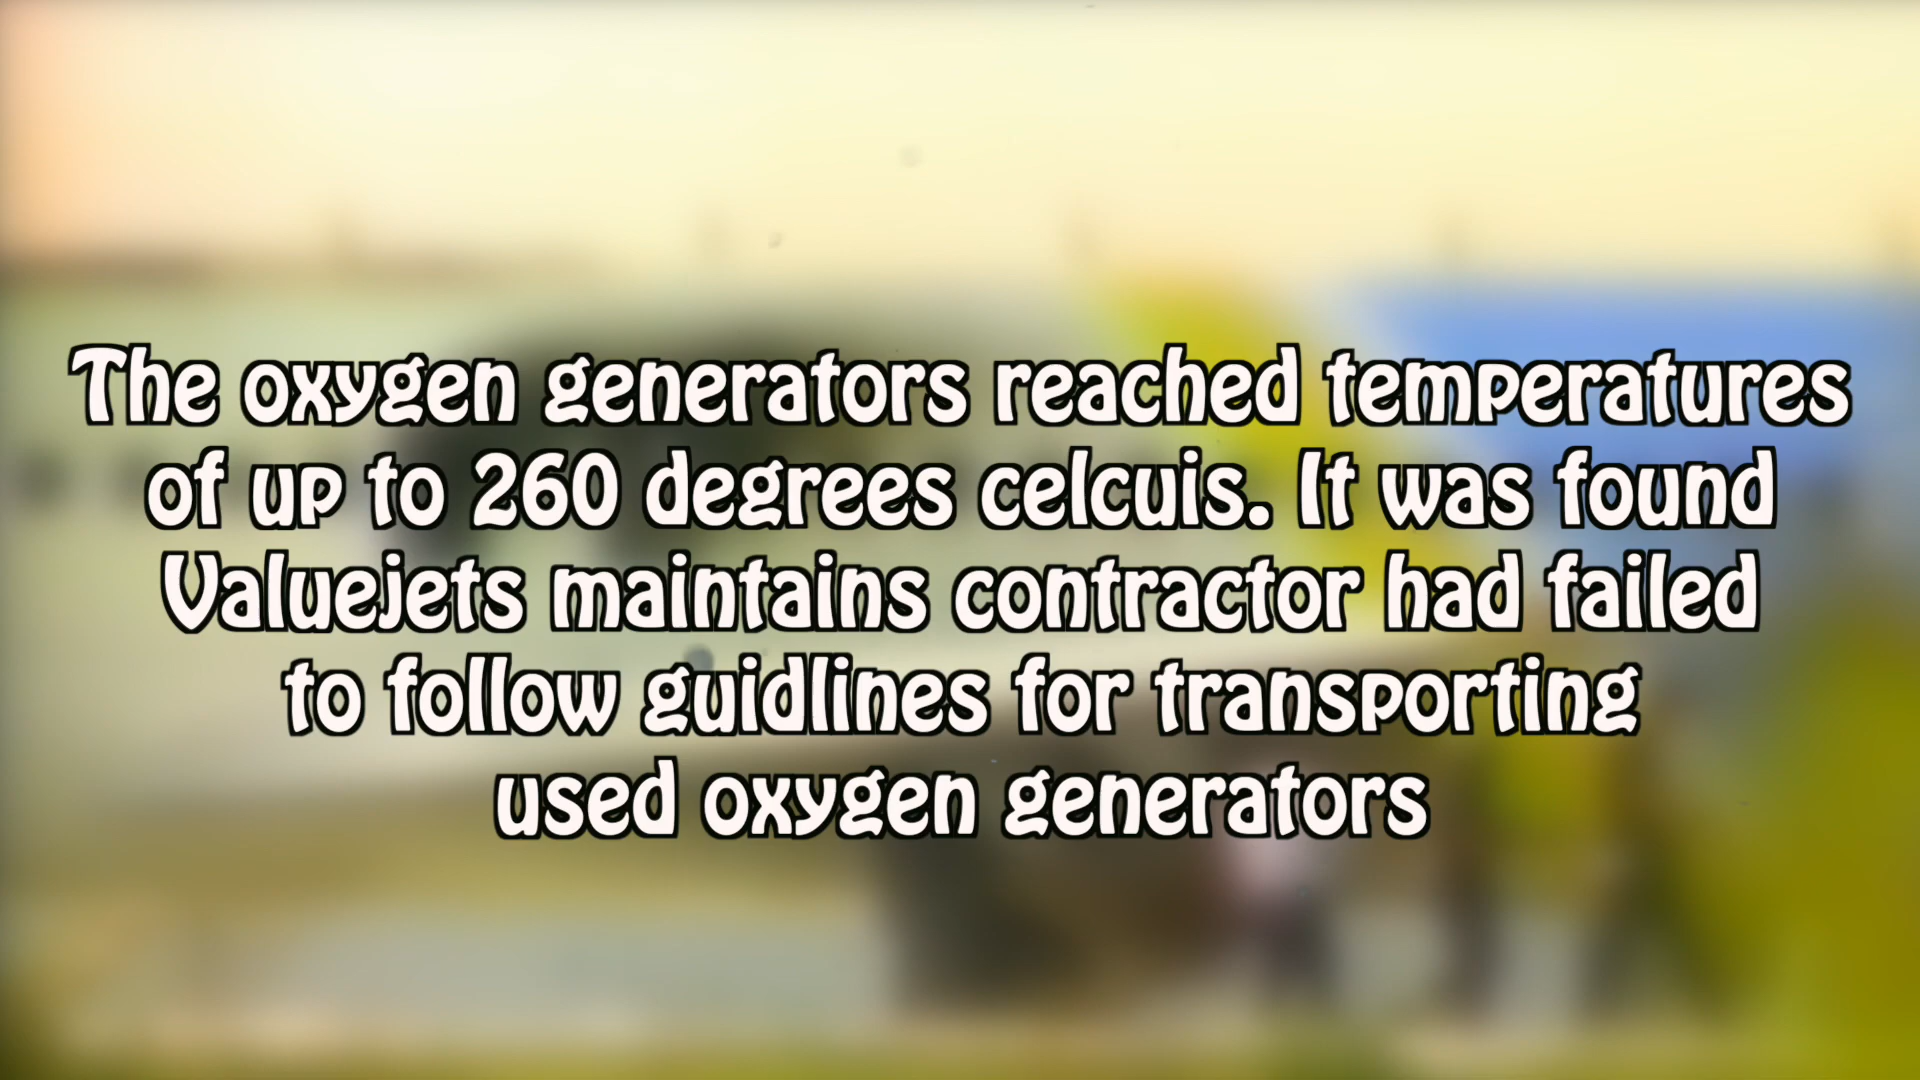 The oxygen generators reached temperatures
of up to 260 degrees celcuis. It was found
Valuejets maintains contractor had failed
to follow guidlines for transporting
used oxygen generators